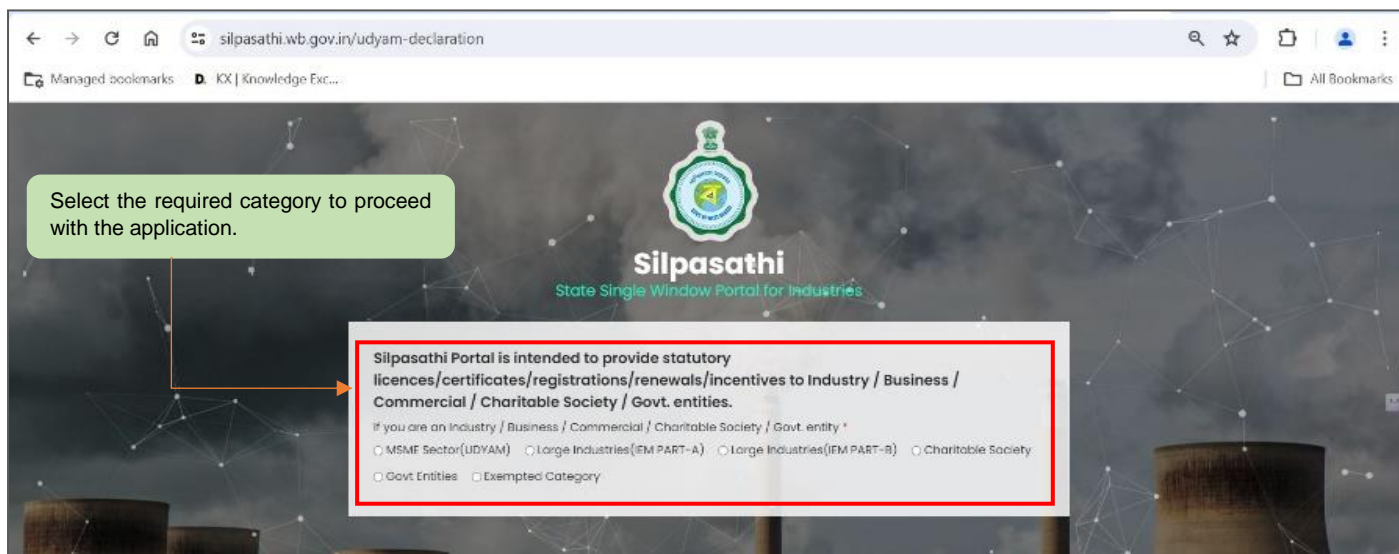 silpasathi.wb.gov.in/udyam-declaration
Managed bookmarks D. KX | Knowledge Exc... All Bookmarks
Select the required category to proceed
with the application.
Silpasathi
State Single Window Portal for Industries
Silpasathi Portal is intended to provide statutory
licences/certificates/registrations/renewals/incentives to Industry / Business /
Commercial / Charitable Society / Govt. entities.
If you are an Industry / Business / Commercial / Charitable Society / Govt. entity *
MSME Sector(UDYAM) Large Industries(IEM PART-A) Large Industries(IEM PART-B) Charitable Society
Govt Entities Exempted Category